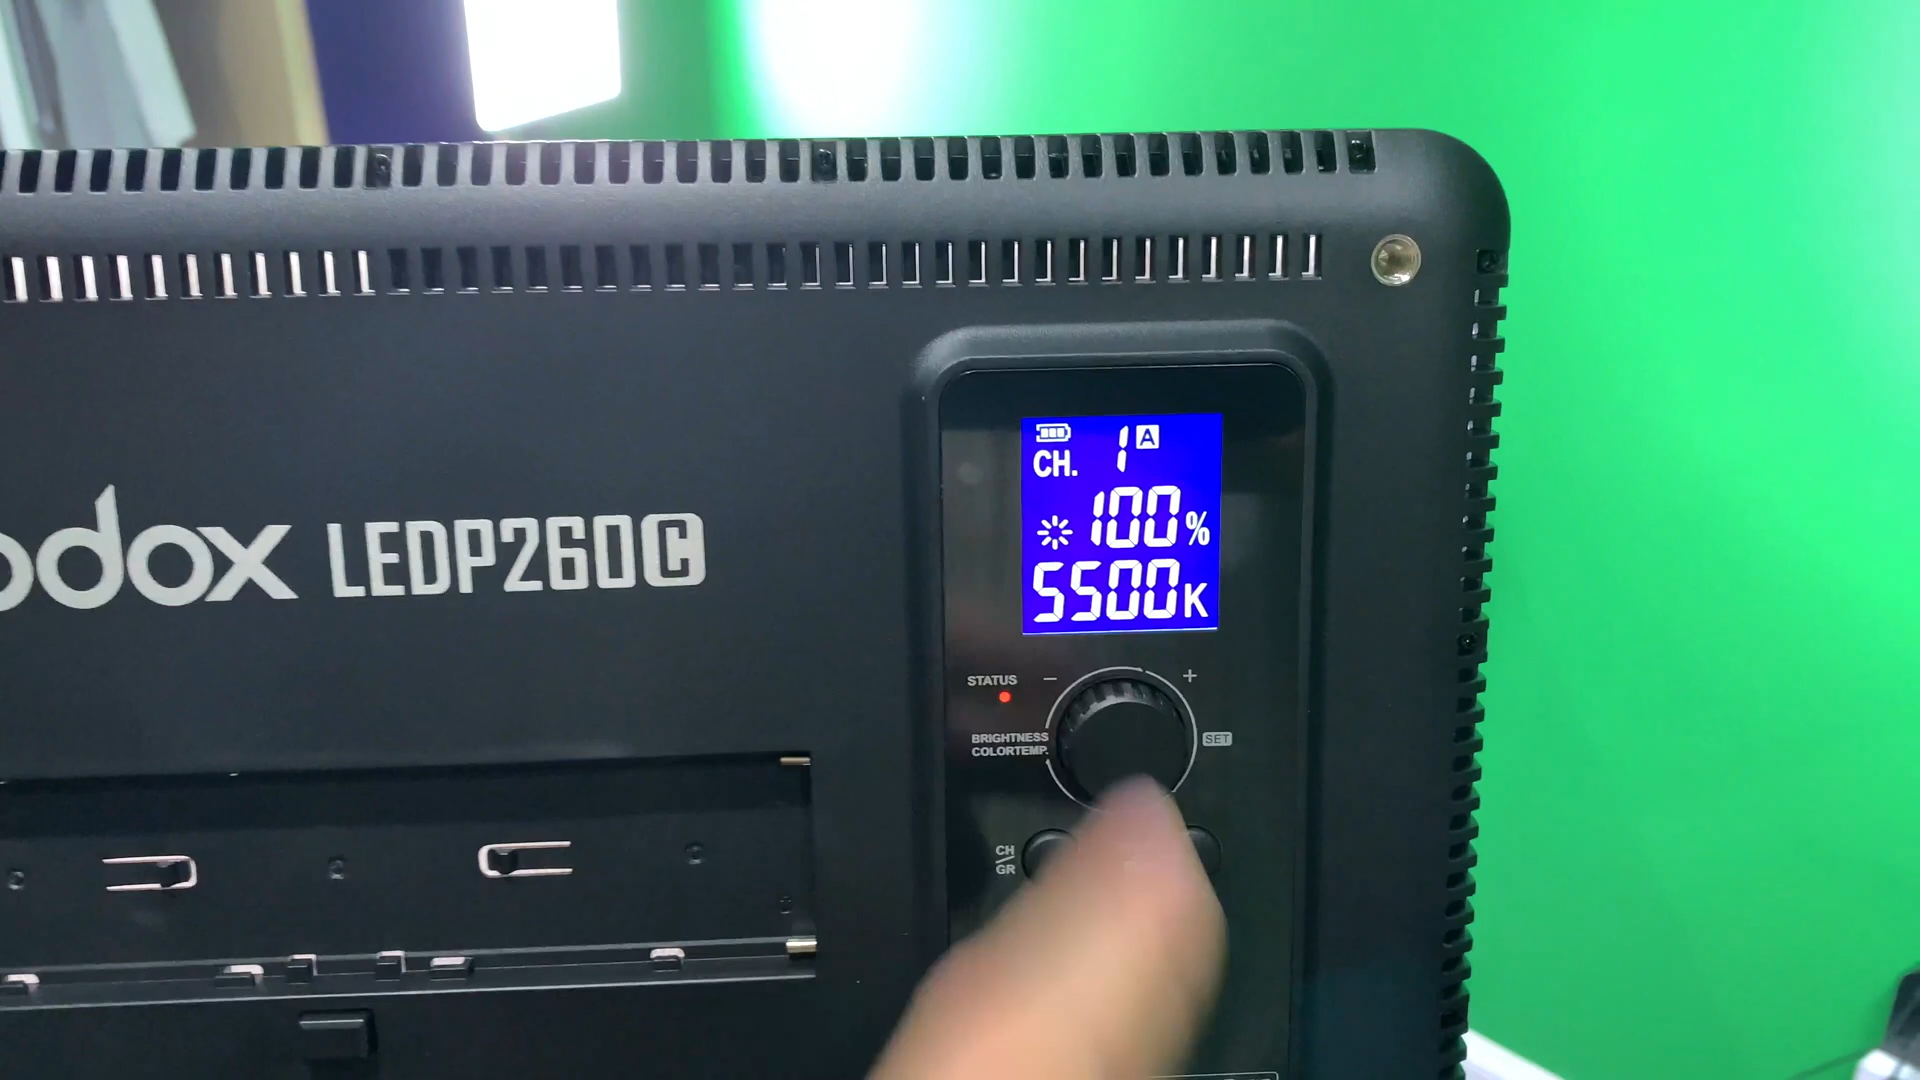 odox LEDP260C
CH. 1 A
100%
5500K
STATUS - +
BRIGHTNESS
COLORTEMP.
SET
CH
GR